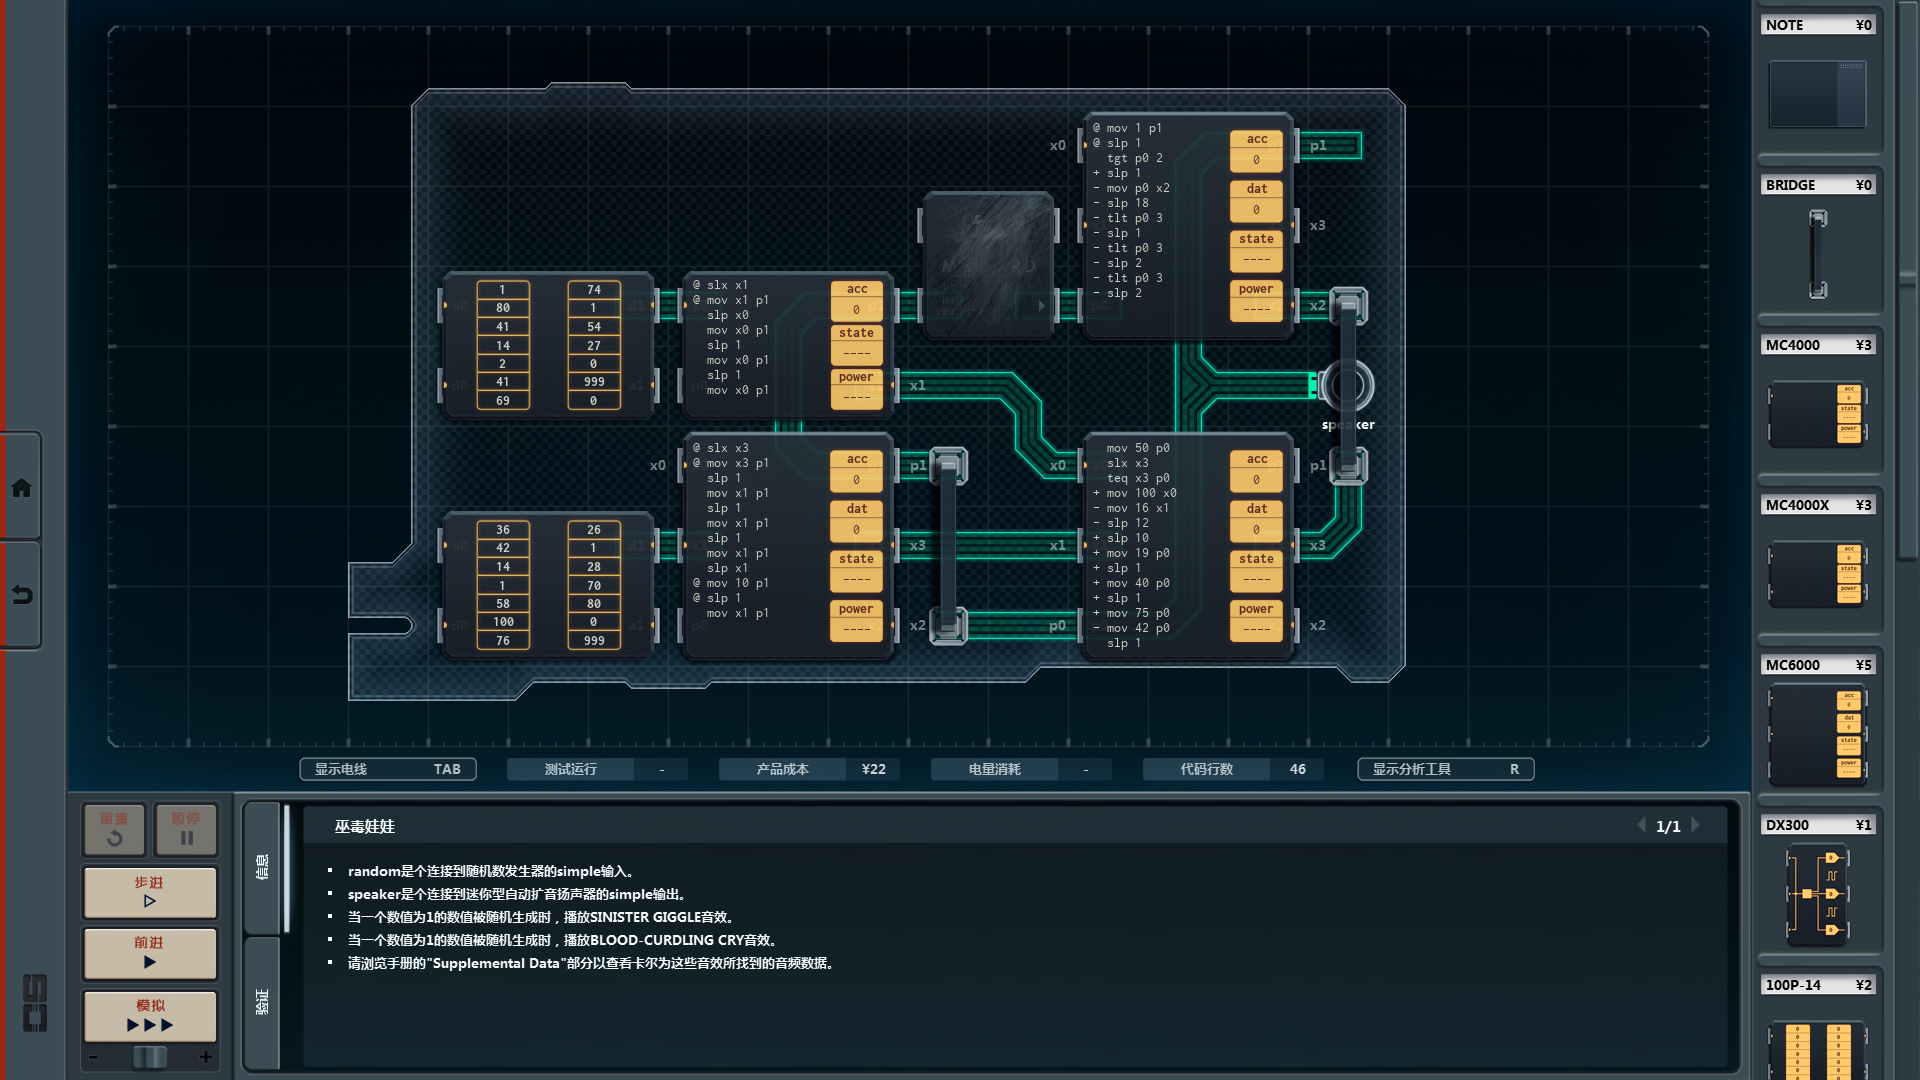 NOTE ¥0
BRIDGE ¥0
MC4000 ¥3
MC4000X ¥3
MC6000 ¥5
DX300 ¥1
100P-14 ¥2
x0
@ mov 1 p1
@ slp 1
tgt p0 2
+ slp 1
- mov p0 x2
- slp 18
- tlt p0 3
- slp 1
- tlt p0 3
- slp 2
- tlt p0 3
- slp 2
acc
0
dat
0
state
----
power
----
p1
x3
x2
1 74
80 1
41 54
14 27
2 0
41 999
69 0
@ slx x1
@ mov x1 p1
slp x0
mov x0 p1
slp 1
mov x0 p1
slp 1
mov x0 p1
acc
0
state
----
power
----
x1
speaker
36 26
42 1
14 28
1 70
58 80
100 0
76 999
x0
@ slx x3
@ mov x3 p1
slp 1
mov x1 p1
slp 1
mov x1 p1
slp 1
mov x1 p1
slp x1
@ mov 10 p1
@ slp 1
mov x1 p1
acc
0
dat
0
state
----
power
----
p1
x3
x2
x0
x1
p0
mov 50 p0
slx x3
teq x3 p0
+ mov 100 x0
- mov 16 x1
- slp 12
+ slp 10
+ mov 19 p0
+ slp 1
+ mov 40 p0
+ slp 1
+ mov 75 p0
- mov 42 p0
slp 1
acc
0
dat
0
state
----
power
----
p1
x3
x2
显示电线 TAB
测试运行 -
产品成本 ¥22
电量消耗 -
代码行数 46
显示分析工具 R
重置
暂停
步进
前进
模拟
- +
信息
验证
巫毒娃娃
1/1
▪ random是个连接到随机数发生器的simple输入。
▪ speaker是个连接到迷你型自动扩音扬声器的simple输出。
▪ 当一个数值为1的数值被随机生成时，播放SINISTER GIGGLE音效。
▪ 当一个数值为1的数值被随机生成时，播放BLOOD-CURDLING CRY音效。
▪ 请浏览手册的"Supplemental Data"部分以查看卡尔为这些音效所找到的音频数据。